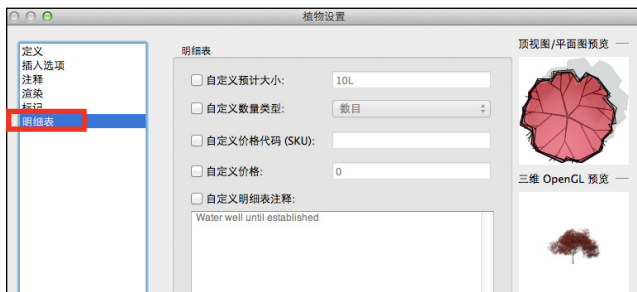 植物设置
定义
插入选项
注释
渲染
标记
明细表
明细表
自定义预计大小:
10L
自定义数量类型:
数目
自定义价格代码 (SKU):
自定义价格:
0
自定义明细表注释:
Water well until established
顶视图/平面图预览
三维 OpenGL 预览